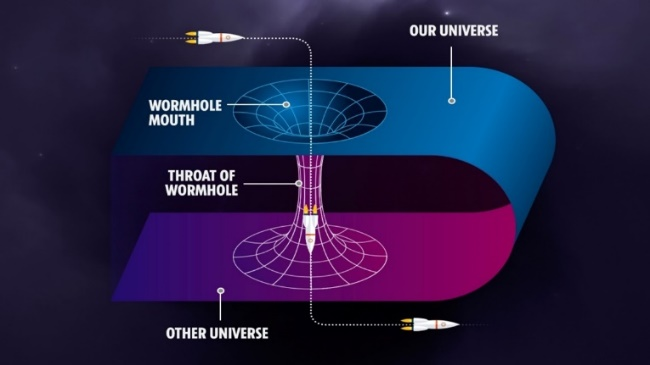 OUR UNIVERSE
WORMHOLE
MOUTH
THROAT OF
WORMHOLE
OTHER UNIVERSE